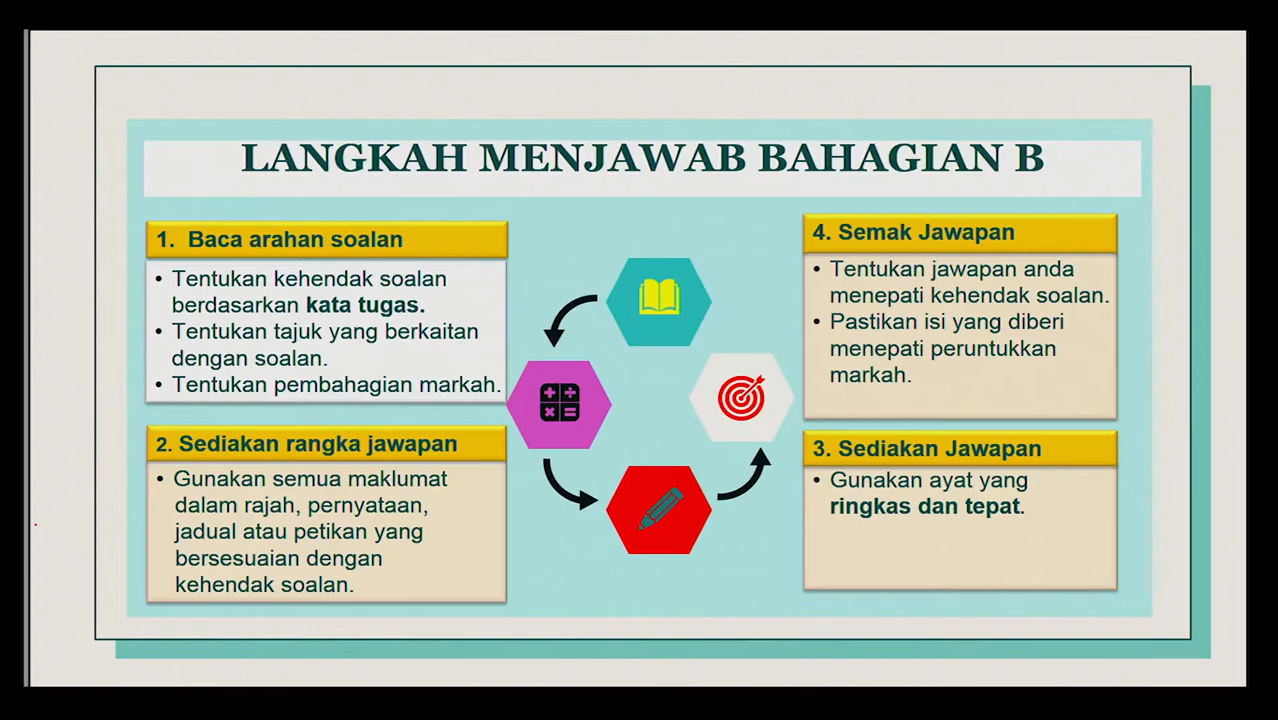 LANGKAH MENJAWAB BAHAGIAN B
1. Baca arahan soalan
• Tentukan kehendak soalan
berdasarkan kata tugas.
• Tentukan tajuk yang berkaitan
dengan soalan.
• Tentukan pembahagian markah.
2. Sediakan rangka jawapan
• Gunakan semua maklumat
dalam rajah, pernyataan,
jadual atau petikan yang
bersesuaian dengan
kehendak soalan.
3. Sediakan Jawapan
• Gunakan ayat yang
ringkas dan tepat.
4. Semak Jawapan
• Tentukan jawapan anda
menepati kehendak soalan.
• Pastikan isi yang diberi
menepati peruntukkan
markah.